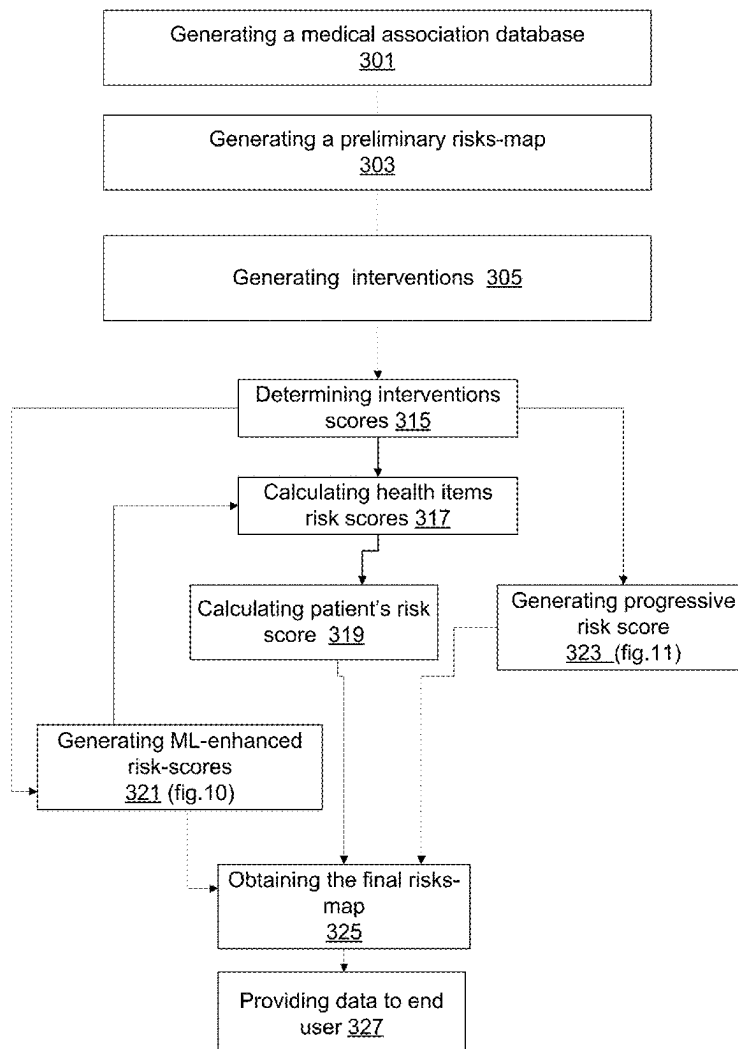 Generating a medical association database
301
Generating a preliminary risks-map
303
Generating interventions 305
Determining interventions
scores 315
Calculating health items
risk scores 317
Calculating patient's risk
score 319
Generating progressive
risk score
323 (fig.11)
Generating ML-enhanced
risk-scores
321 (fig.10)
Obtaining the final risks-
map
325
Providing data to end
user 327